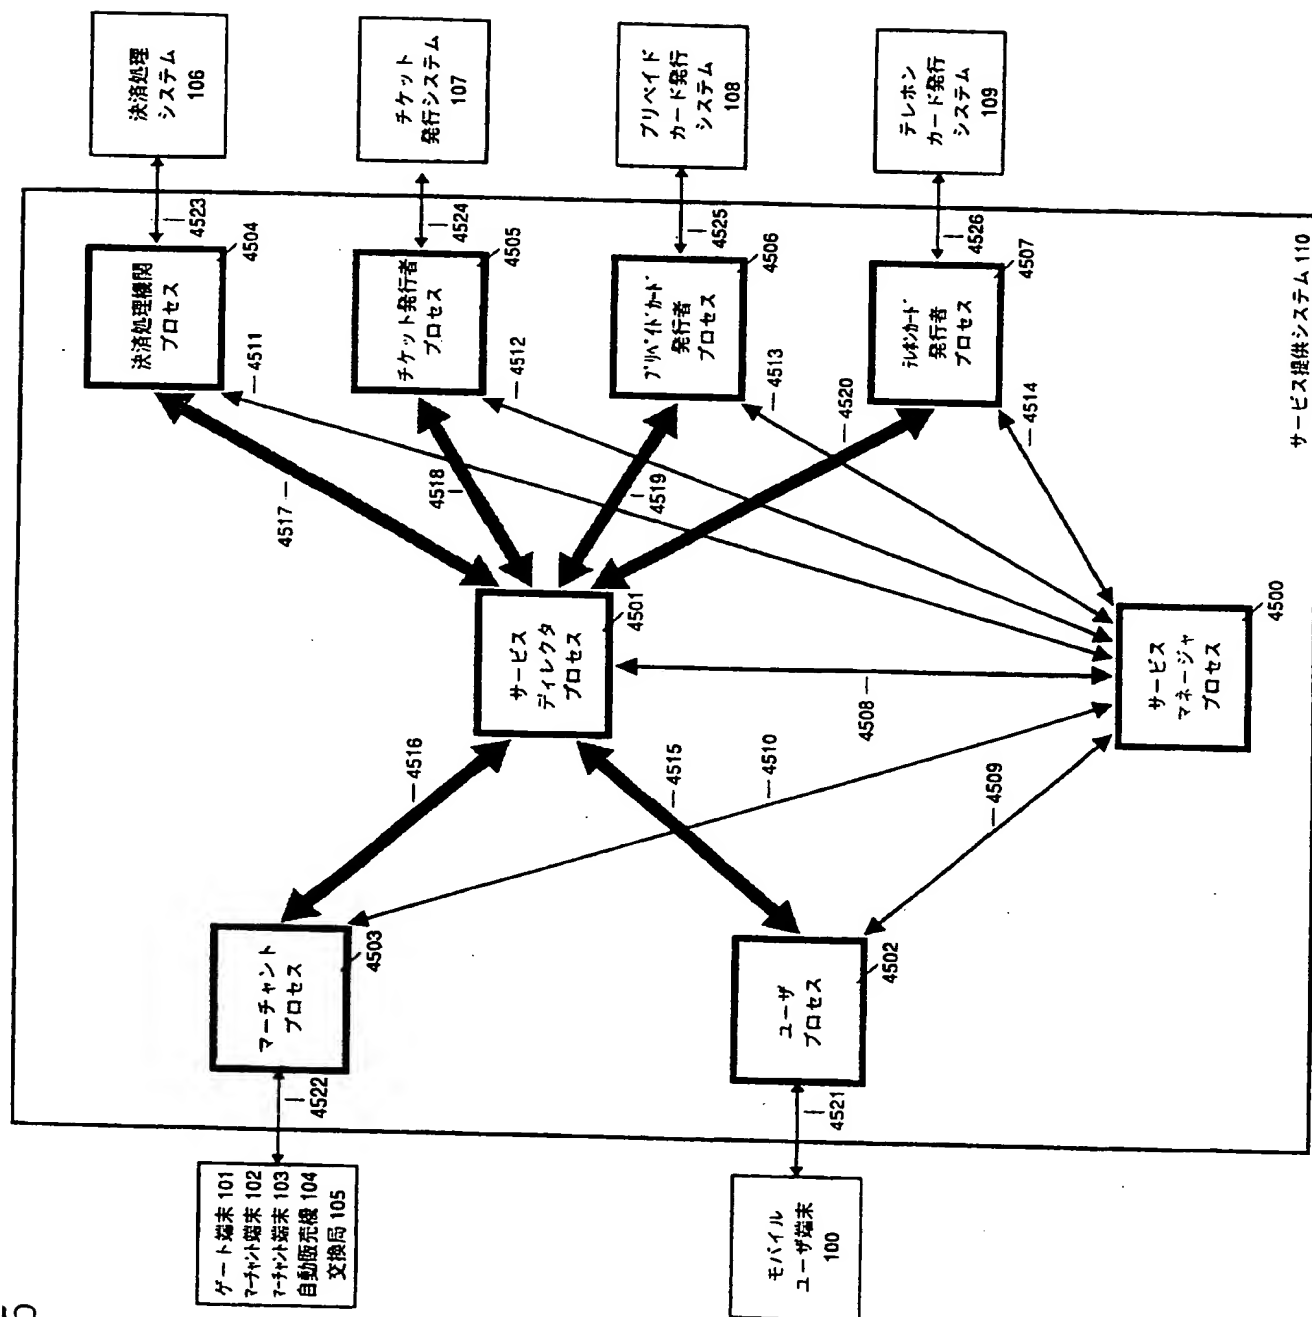 決済処理
システム
106
チケット
発行システム
107
プリペイド
カード発行
システム
108
テレホン
カード発行
システム
109
4523
4524
4525
4526
決済処理機関
プロセス
4504
チケット発行者
プロセス
4505
プリペイドカード
発行者
プロセス
4506
テレホンカード
発行者
プロセス
4507
4511
4512
4513
4514
4517
4518
4519
4520
サービス
ディレクタ
プロセス
4501
サービス
マネージャ
プロセス
4500
4516
4515
4510
4508
4509
マーチャント
プロセス
4503
ユーザ
プロセス
4502
4522
4521
ゲート端末 101
マーチャント端末 102
マーチャント端末 103
自動販売機 104
交換局 105
モバイル
ユーザ端末
100
サービス提供システム 110
5